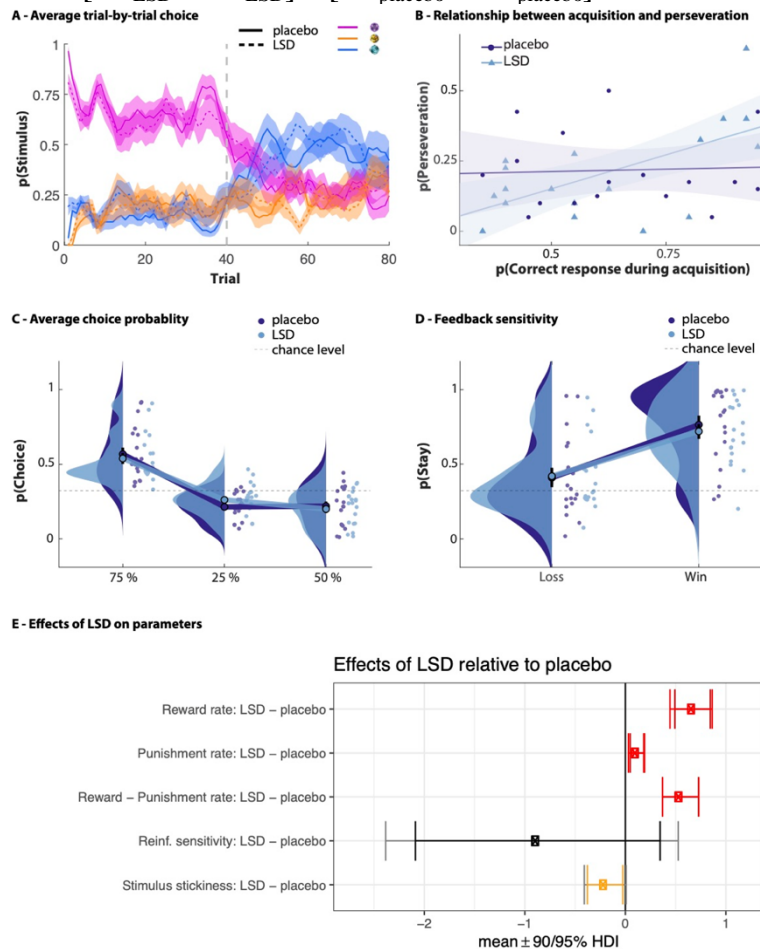 A - Average trial-by-trial choice
placebo
LSD
p(Stimulus)
1
0.75
0.5
0.25
0
0 20 40 60 80
Trial
B - Relationship between acquisition and perseveration
placebo
LSD
p(Perseveration)
0.5
0.25
0
0.5 0.75
p(Correct response during acquisition)
C - Average choice probablity
placebo
LSD
chance level
p(Choice)
1
0.5
0
75 % 25 % 50 %
D - Feedback sensitivity
placebo
LSD
chance level
p(Stay)
1
0.5
0
Loss Win
E - Effects of LSD on parameters
Effects of LSD relative to placebo
Reward rate: LSD – placebo
Punishment rate: LSD – placebo
Reward – Punishment rate: LSD – placebo
Reinf. sensitivity: LSD – placebo
Stimulus stickiness: LSD – placebo
-2 -1 0 1
mean ± 90/95% HDI